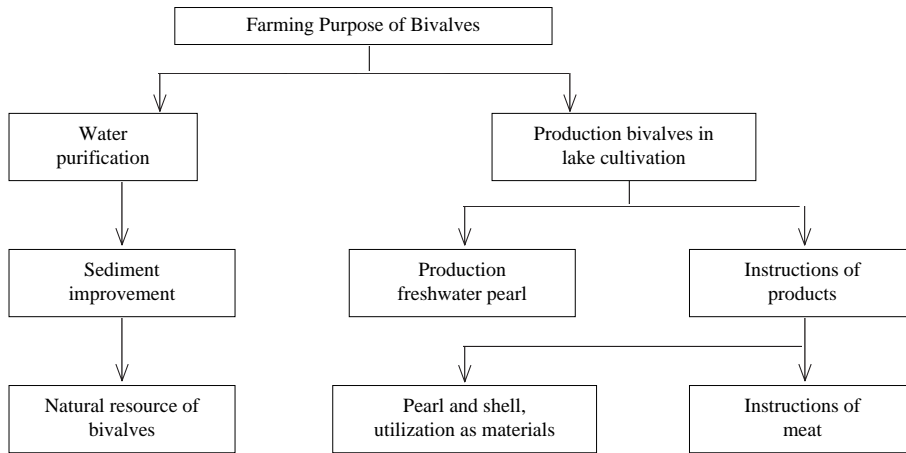 Farming Purpose of Bivalves
Water
purification
Production bivalves in
lake cultivation
Sediment
improvement
Production
freshwater pearl
Instructions of
products
Natural resource of
bivalves
Pearl and shell,
utilization as materials
Instructions of
meat